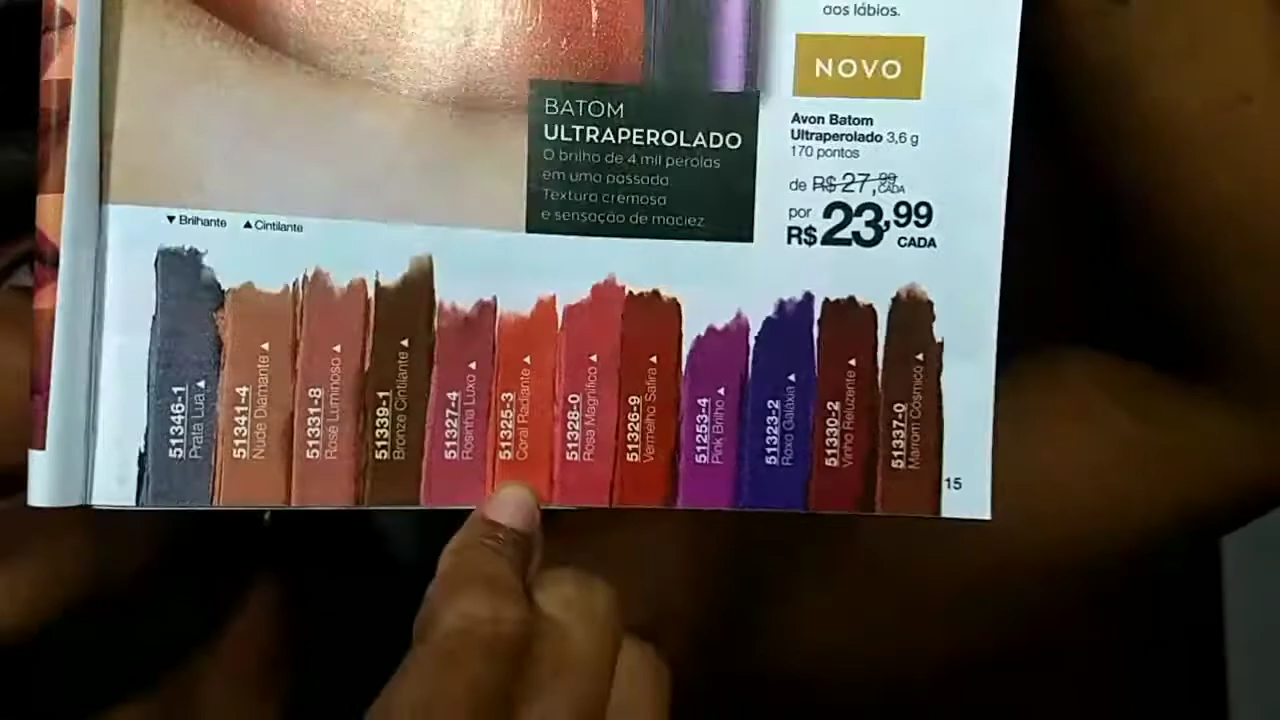 aos lábios.
NOVO
BATOM
ULTRAPEROLADO
O brilho de 4 mil perolas
em uma passada.
Textura cremosa
e sensação de maciez
Avon Batom
Ultraperolado 3,6 g
170 pontos
de R$ 27,99 CADA
por
R$ 23,99 CADA
▼ Brilhante ▲ Cintilante
51346-1
Prata Lua ▲
51341-4
Nude Diamante ▲
51331-8
Rosé Luminoso ▲
51339-1
Bronze Cintilante ▲
51327-4
Rosinha Luxo ▲
51325-3
Coral Radiante ▲
51328-0
Rosa Magnífico ▲
51326-9
Vermelho Safira ▲
51253-4
Pink Brilho ▲
51323-2
Roxo Galáxia ▲
51330-2
Vinho Reluzente ▲
51337-0
Marrom Cósmico ▲
15